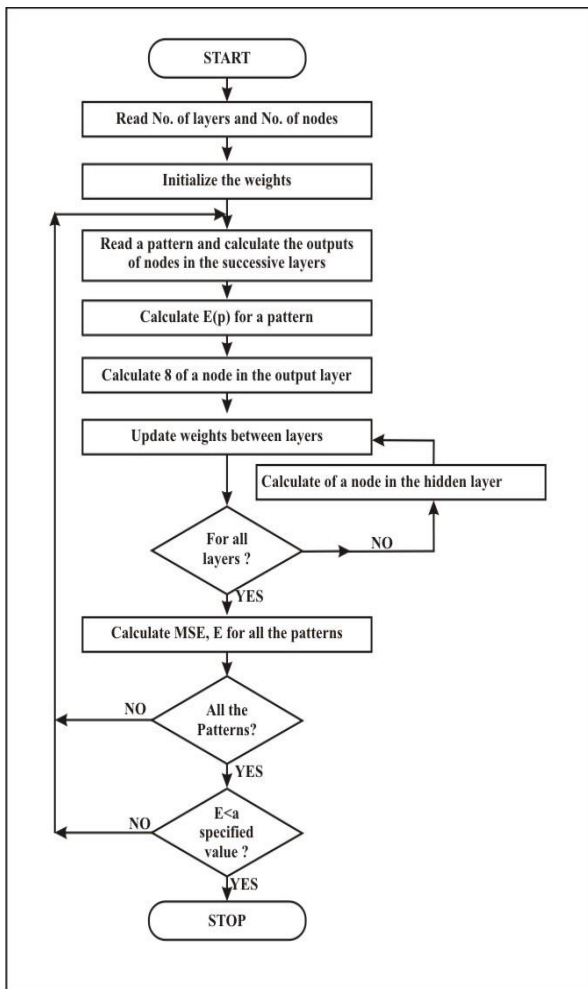 START
Read No. of layers and No. of nodes
Initialize the weights
Read a pattern and calculate the outputs
of nodes in the successive layers
Calculate E(p) for a pattern
Calculate 8 of a node in the output layer
Update weights between layers
Calculate of a node in the hidden layer
For all
layers ?
NO
YES
Calculate MSE, E for all the patterns
NO
All the
Patterns?
YES
NO
E<a
specified
value ?
YES
STOP